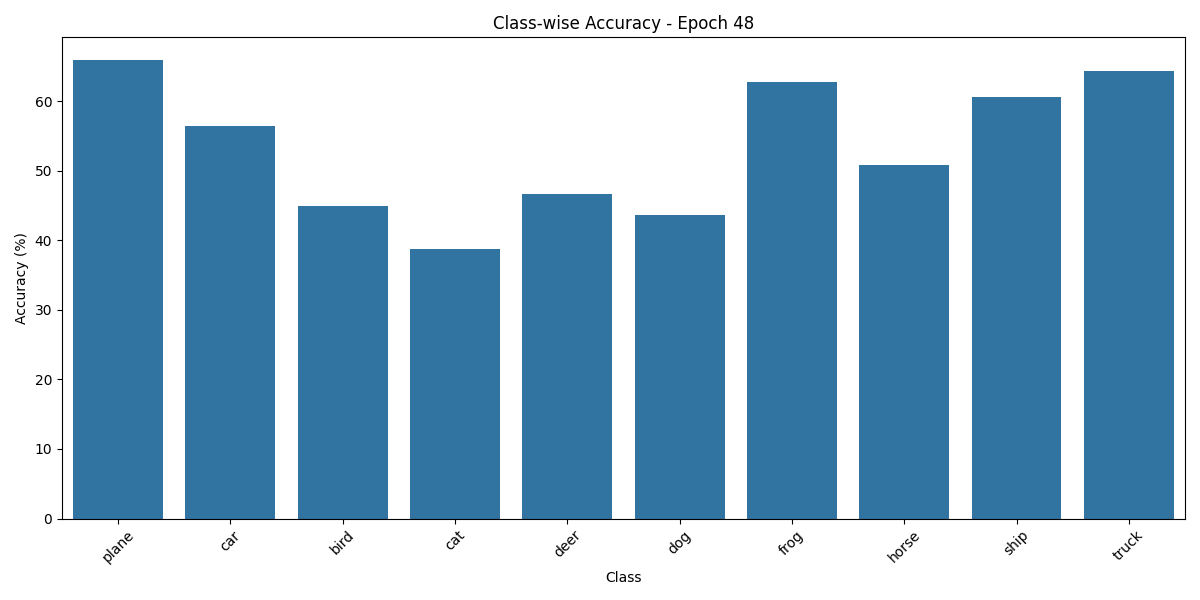 Class-wise Accuracy - Epoch 48
Accuracy (%)
60
50
40
30
20
10
0
plane
car
bird
cat
deer
dog
frog
horse
ship
truck
Class